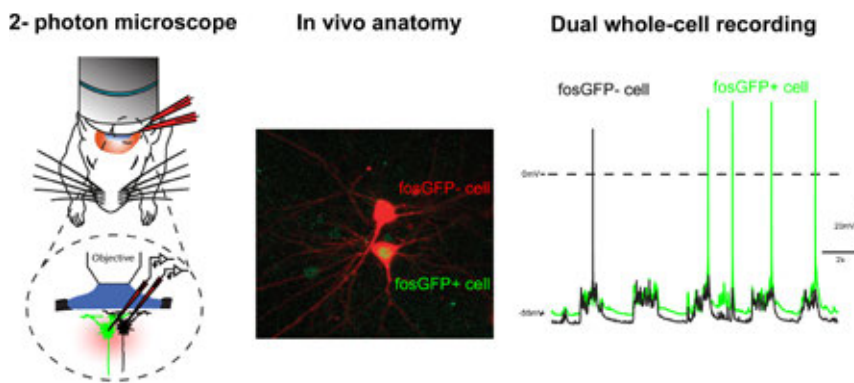 2- photon microscope
In vivo anatomy
Dual whole-cell recording
Objective
fosGFP- cell
fosGFP+ cell
fosGFP- cell
fosGFP+ cell
0mV
20mV
2s